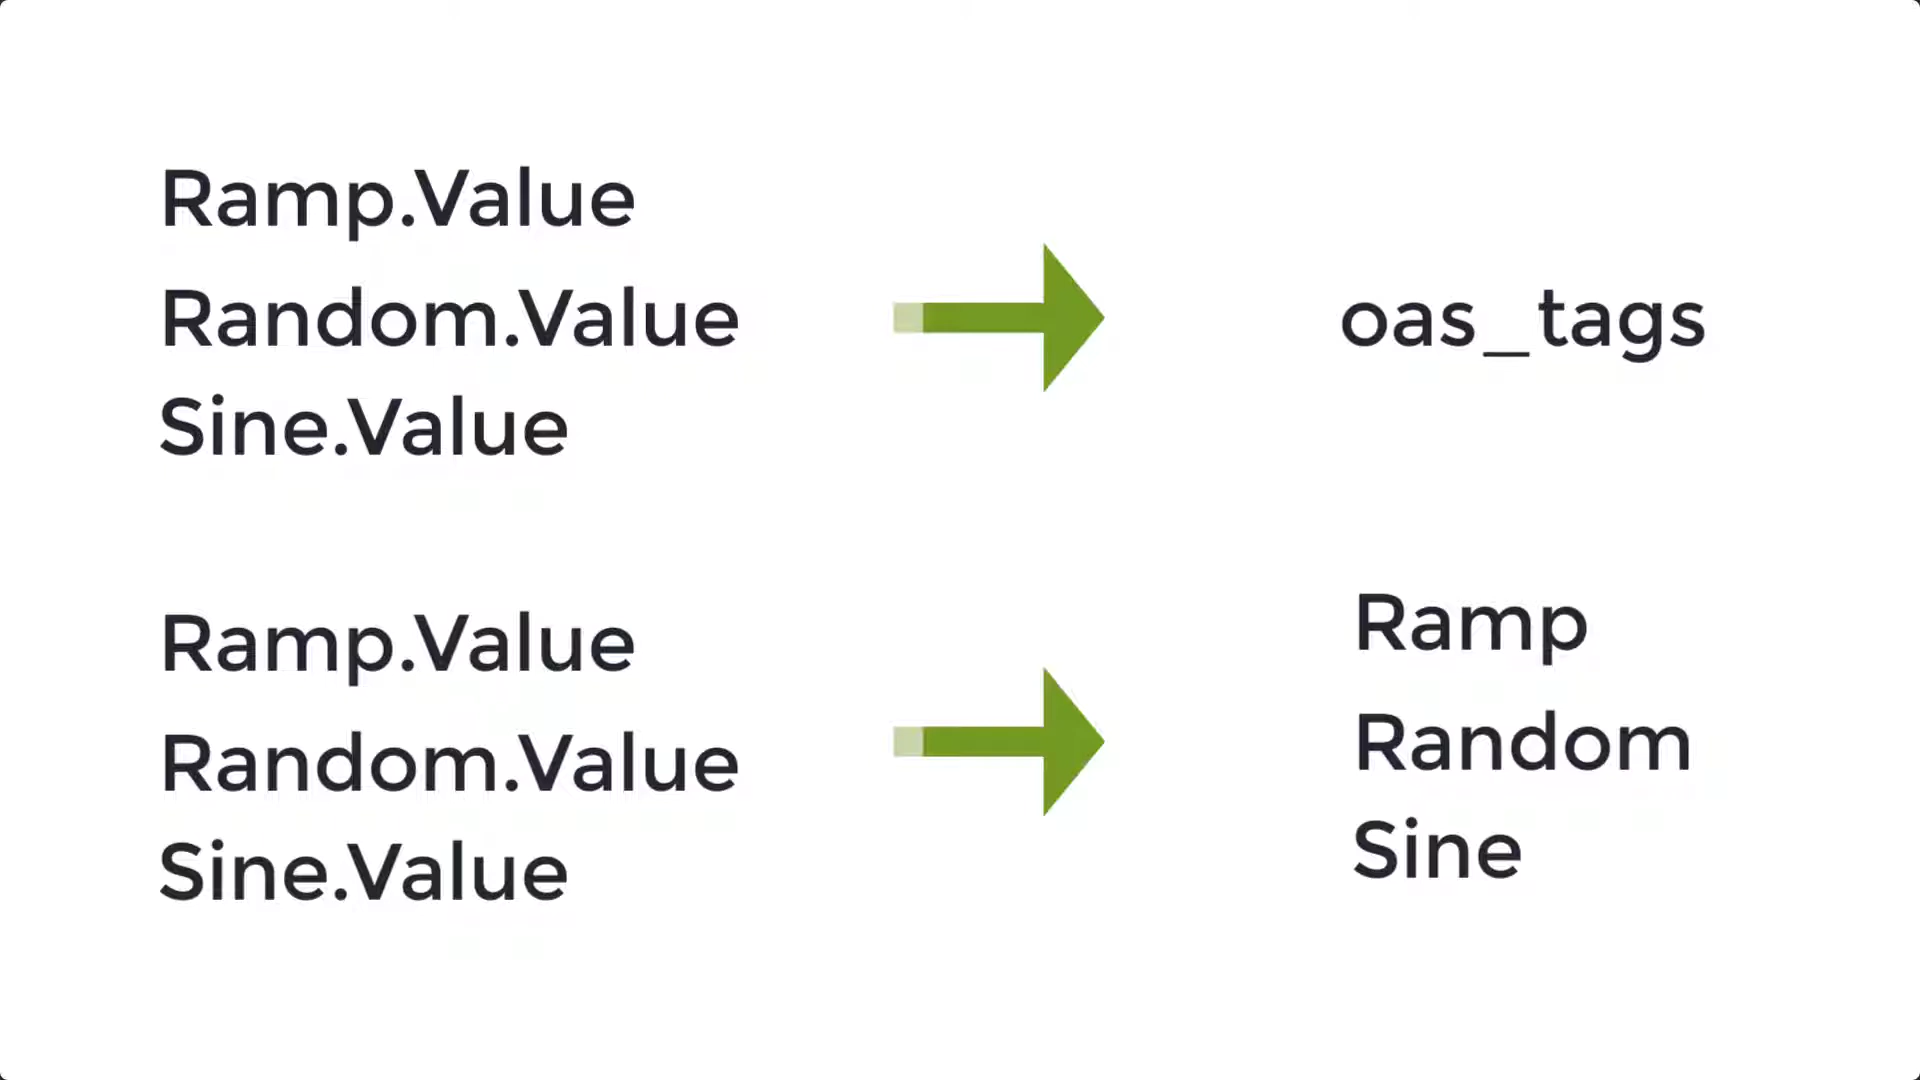 Ramp.Value
Random.Value
Sine.Value
oas_tags
Ramp.Value
Random.Value
Sine.Value
Ramp
Random
Sine